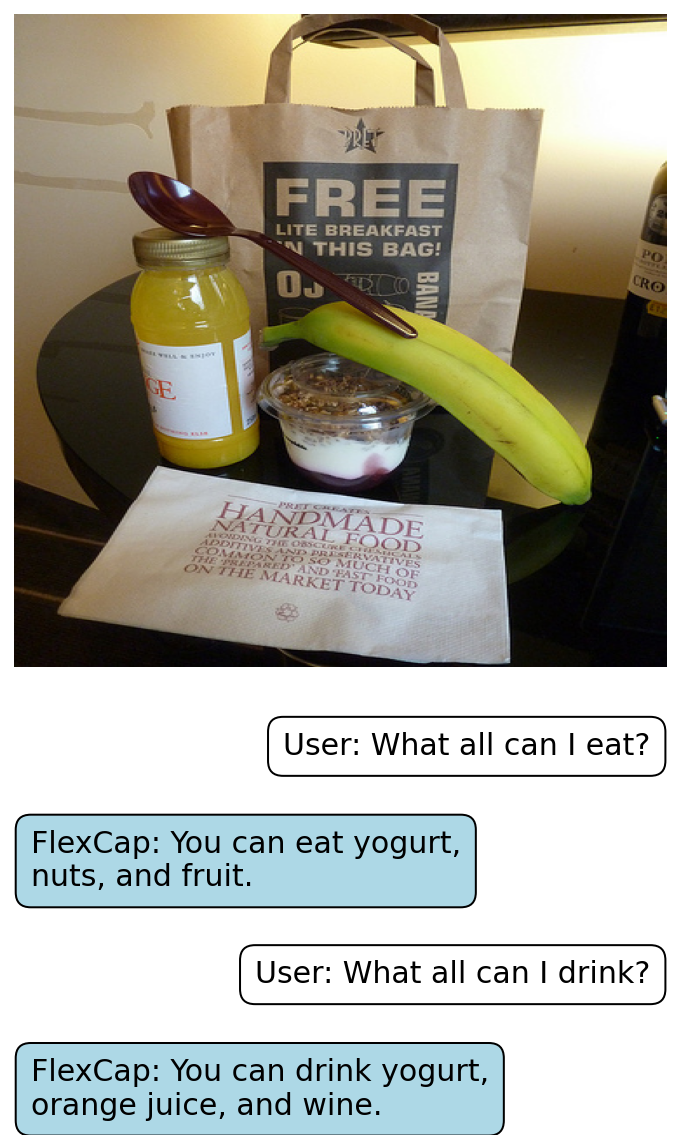 PRET
FREE
LITE BREAKFAST
IN THIS BAG!
OJ
BANA
MAKES WELL & ENJOY
GE
PO
CRO
PRET CREATES
HANDMADE
NATURAL FOOD
AVOIDING THE OBSCURE CHEMICALS
ADDITIVES AND PRESERVATIVES
COMMON TO SO MUCH OF
THE 'PREPARED' AND 'FAST' FOOD
ON THE MARKET TODAY
User: What all can I eat?
FlexCap: You can eat yogurt,
nuts, and fruit.
User: What all can I drink?
FlexCap: You can drink yogurt,
orange juice, and wine.